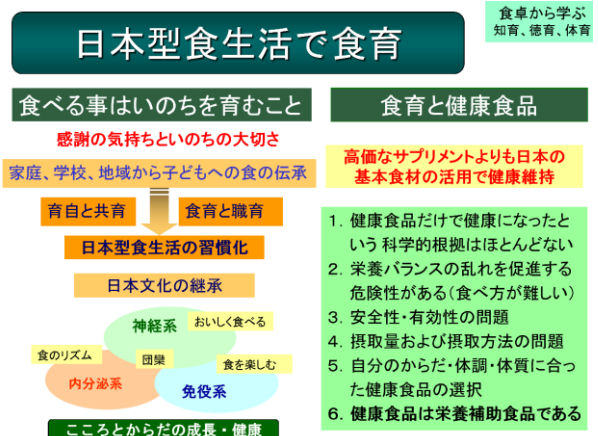 日本型食生活で食育
食卓から学ぶ
知育、徳育、体育
食べる事はいのちを育むこと
感謝の気持ちといのちの大切さ
家庭、学校、地域から子どもへの食の伝承
育自と共育
食育と職育
日本型食生活の習慣化
日本文化の継承
神経系
おいしく食べる
食のリズム
団欒
食を楽しむ
内分泌系
免役系
こころとからだの成長・健康
食育と健康食品
高価なサプリメントよりも日本の
基本食材の活用で健康維持
1. 健康食品だけで健康になったと
いう 科学的根拠はほとんどない
2. 栄養バランスの乱れを促進する
危険性がある(食べ方が難しい)
3. 安全性・有効性の問題
4. 摂取量および摂取方法の問題
5. 自分のからだ・体調・体質に合っ
た健康食品の選択
6. 健康食品は栄養補助食品である